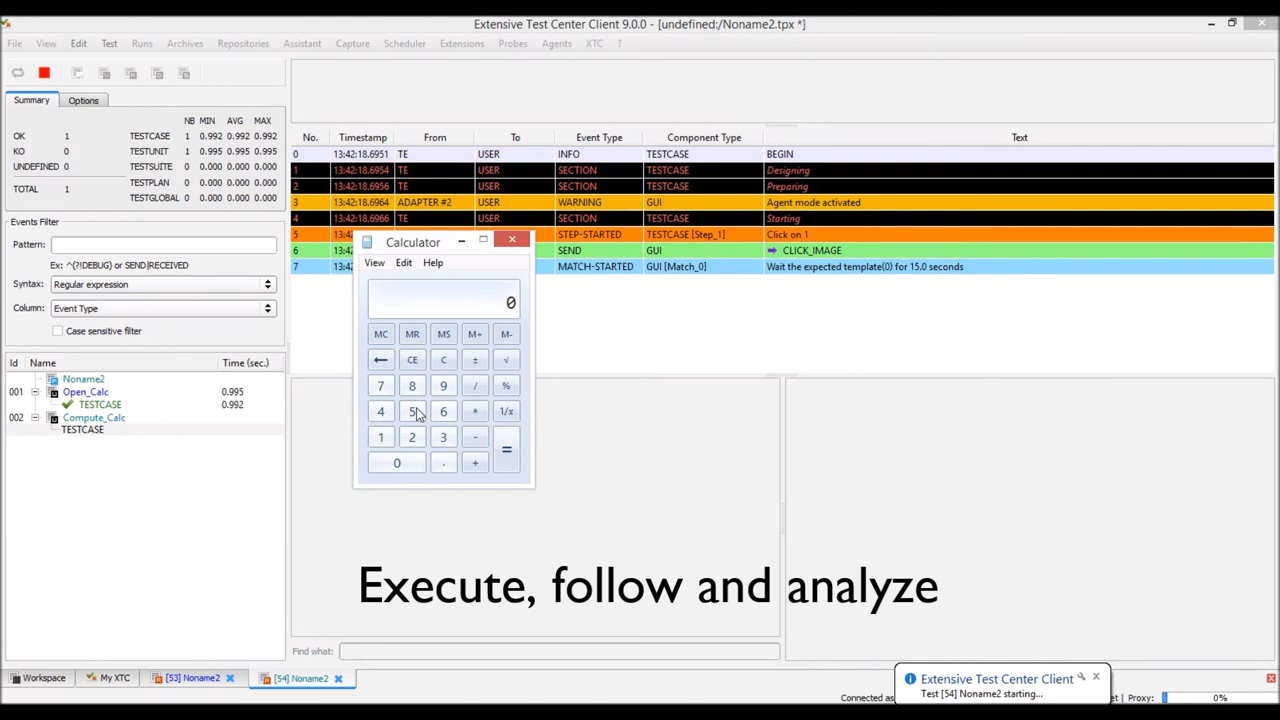 Extensive Test Center Client 9.0.0 - [undefined:/Noname2.tpx *]
File View Edit Test Runs Archives Repositories Assistant Capture Scheduler Extensions Probes Agents XTC ?
Summary Options
NB MIN AVG MAX
OK 1 TESTCASE 1 0.992 0.992 0.992
KO 0 TESTUNIT 1 0.995 0.995 0.995
UNDEFINED 0 TESTSUITE 0 0.000 0.000 0.000
TESTPLAN 0 0.000 0.000 0.000
TOTAL 1 TESTGLOBAL 0 0.000 0.000 0.000
Events Filter
Pattern:
Ex: ^(?!DEBUG) or SEND|RECEIVED
Syntax: Regular expression
Column: Event Type
Case sensitive filter
Id Name Time (sec.)
Noname2
001 Open_Calc 0.995
TESTCASE 0.992
002 Compute_Calc
TESTCASE
No. Timestamp From To Event Type Component Type Text
0 13:42:18.6951 TE USER INFO TESTCASE BEGIN
1 13:42:18.6954 TE USER SECTION TESTCASE Designing
2 13:42:18.6956 TE USER SECTION TESTCASE Preparing
3 13:42:18.6964 ADAPTER #2 USER WARNING GUI Agent mode activated
4 13:42:18.6966 TE USER SECTION TESTCASE Starting
5 13:42 STEP-STARTED TESTCASE [Step_1] Click on 1
6 13:42 SEND GUI CLICK_IMAGE
7 13:42 MATCH-STARTED GUI [Match_0] Wait the expected template(0) for 15.0 seconds
Calculator
View Edit Help
0
MC MR MS M+ M-
← CE C ± √
7 8 9 / %
4 5 6 * 1/x
1 2 3 - =
0 . +
Execute, follow and analyze
Find what:
Workspace My XTC [53] Noname2 [54] Noname2
Extensive Test Center Client
Test [54] Noname2 starting...
Connected as
Proxy: 0%